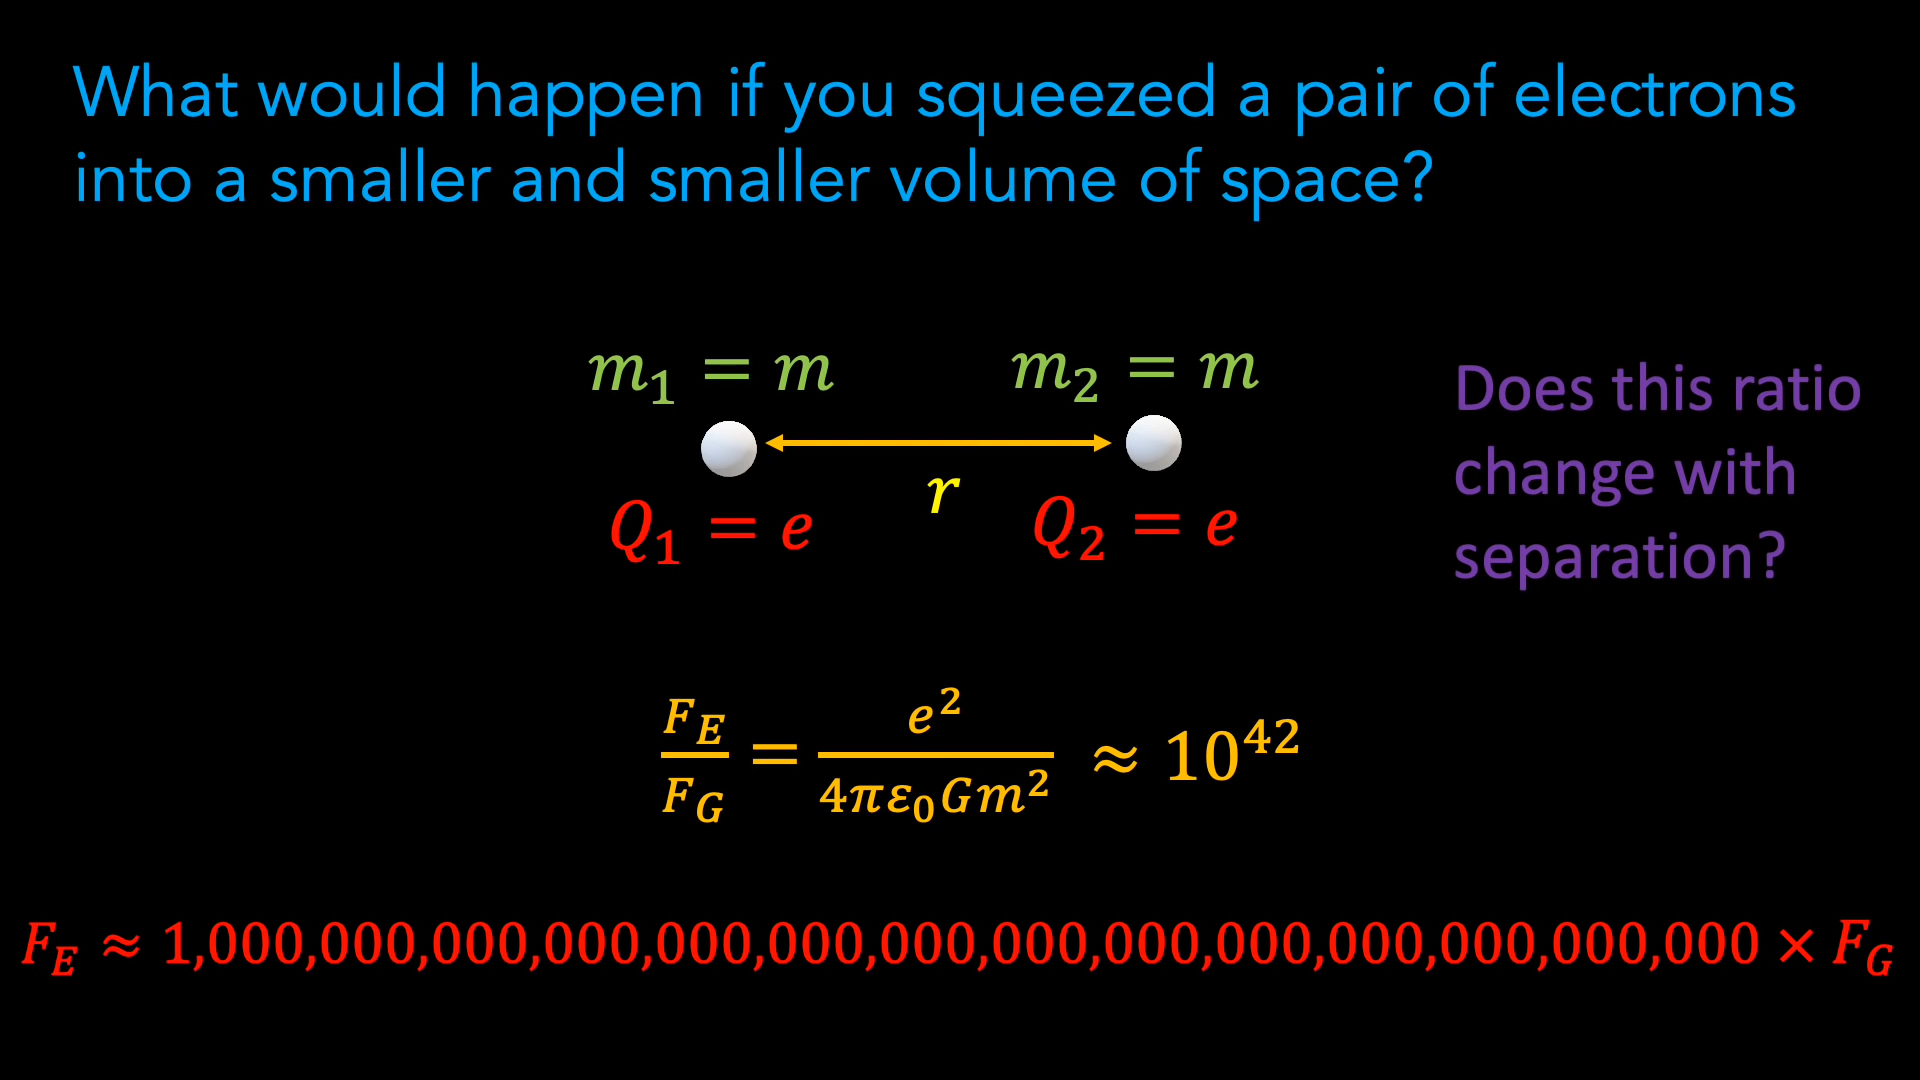 What would happen if you squeezed a pair of electrons
into a smaller and smaller volume of space?
m₁ = m
m₂ = m
r
Q₁ = e
Q₂ = e
Does this ratio
change with
separation?
F_E / F_G = e² / 4πε₀Gm² ≈ 10⁴²
F_E ≈ 1,000,000,000,000,000,000,000,000,000,000,000,000,000,000 × F_G